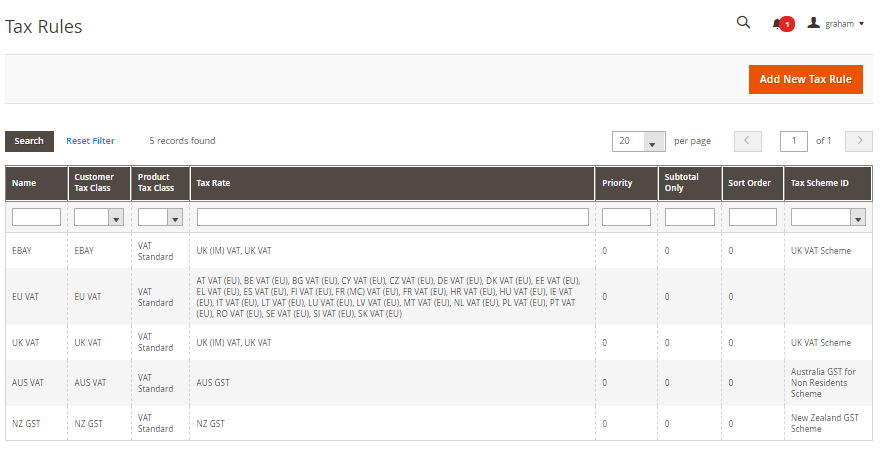 Tax Rules
1
graham
Add New Tax Rule
Search
Reset Filter
5 records found
20
per page
1
of 1
Name
Customer
Tax Class
Product
Tax Class
Tax Rate
Priority
Subtotal
Only
Sort Order
Tax Scheme ID
EBAY
EBAY
VAT
Standard
UK (IM) VAT, UK VAT
0
0
0
UK VAT Scheme
EU VAT
EU VAT
VAT
Standard
AT VAT (EU), BE VAT (EU), BG VAT (EU), CY VAT (EU), CZ VAT (EU), DE VAT (EU), DK VAT (EU), EE VAT (EU),
EL VAT (EU), ES VAT (EU), FI VAT (EU), FR (MC) VAT (EU), FR VAT (EU), HR VAT (EU), HU VAT (EU), IE VAT
(EU), IT VAT (EU), LT VAT (EU), LU VAT (EU), LV VAT (EU), MT VAT (EU), NL VAT (EU), PL VAT (EU), PT VAT
(EU), RO VAT (EU), SE VAT (EU), SI VAT (EU), SK VAT (EU)
0
0
0
UK VAT
UK VAT
VAT
Standard
UK (IM) VAT, UK VAT
0
0
0
UK VAT Scheme
AUS VAT
AUS VAT
VAT
Standard
AUS GST
0
0
0
Australia GST for
Non Residents
Scheme
NZ GST
NZ GST
VAT
Standard
NZ GST
0
0
0
New Zealand GST
Scheme